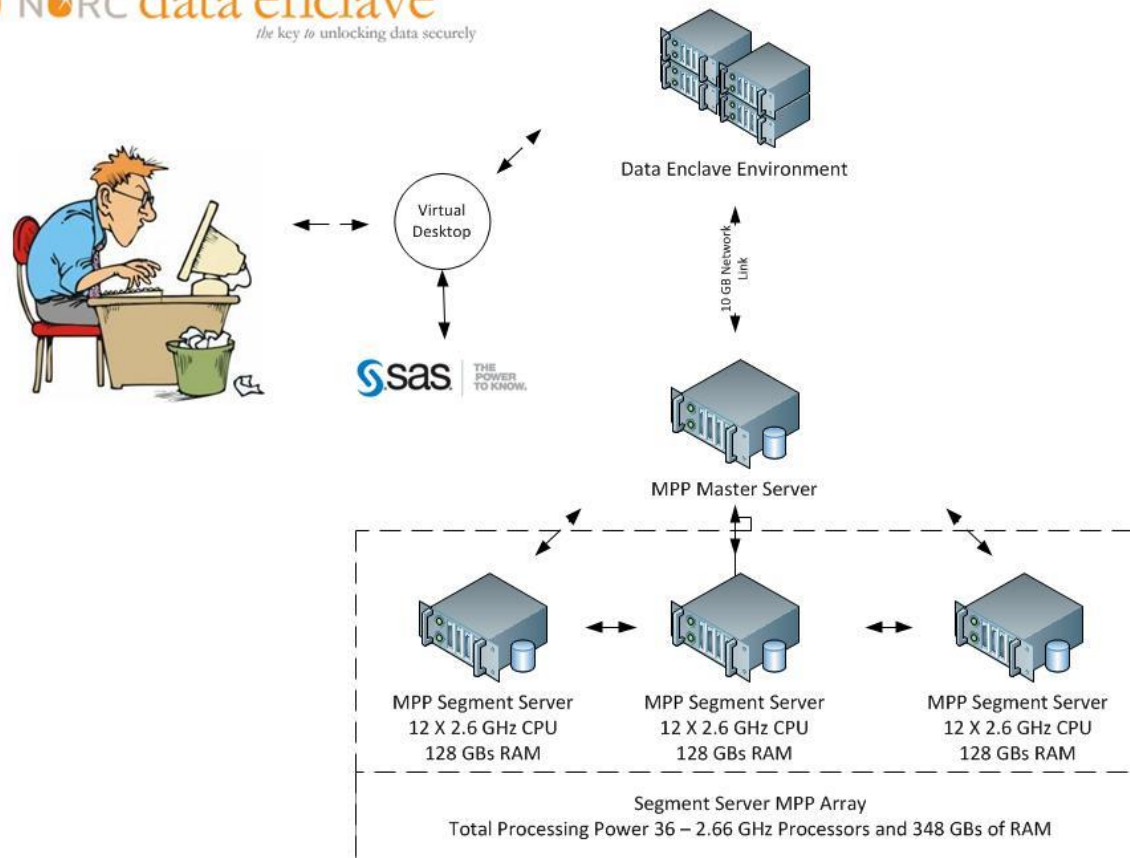 NORC data enclave
the key to unlocking data securely
Data Enclave Environment
Virtual
Desktop
10 GB Network
Link
sas
THE
POWER
TO KNOW.
MPP Master Server
MPP Segment Server
12 X 2.6 GHz CPU
128 GBs RAM
MPP Segment Server
12 X 2.6 GHz CPU
128 GBs RAM
MPP Segment Server
12 X 2.6 GHz CPU
128 GBs RAM
Segment Server MPP Array
Total Processing Power 36 – 2.66 GHz Processors and 348 GBs of RAM